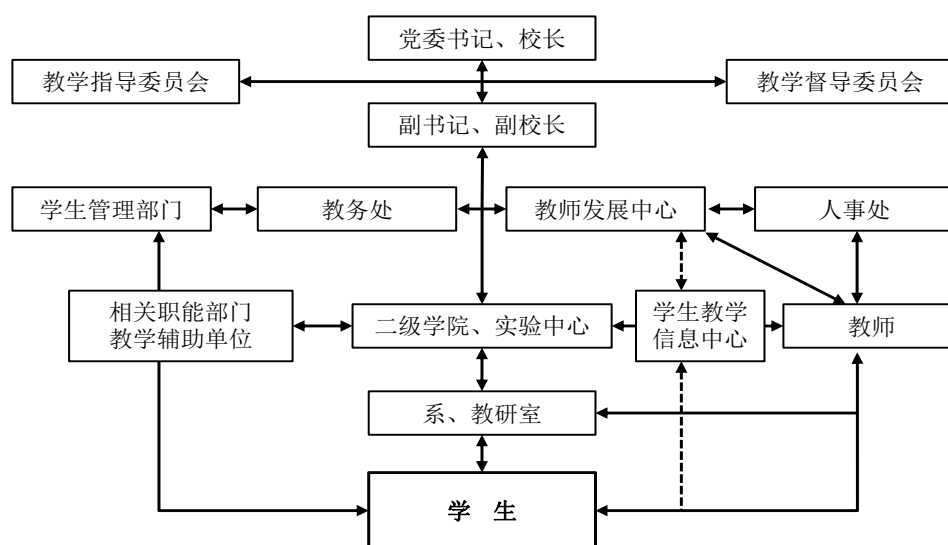 党委书记、校长
教学指导委员会
教学督导委员会
副书记、副校长
学生管理部门
教务处
教师发展中心
人事处
相关职能部门
教学辅助单位
二级学院、实验中心
学生教学
信息中心
教师
系、教研室
学 生